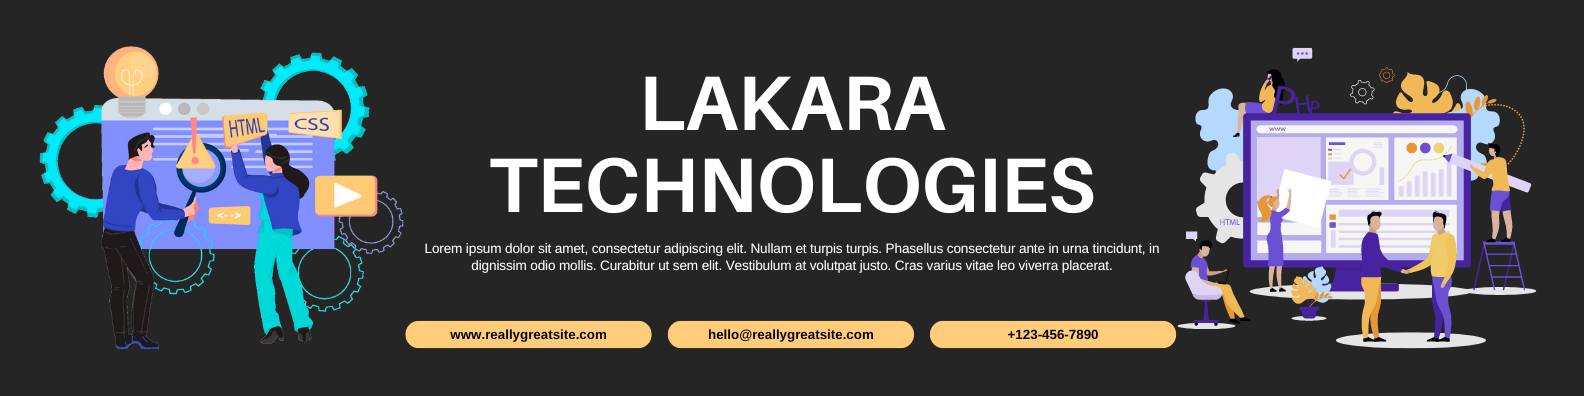 LAKARA
TECHNOLOGIES
Lorem ipsum dolor sit amet, consectetur adipiscing elit. Nullam et turpis turpis. Phasellus consectetur ante in urna tincidunt, in
dignissim odio mollis. Curabitur ut sem elit. Vestibulum at volutpat justo. Cras varius vitae leo viverra placerat.
www.reallygreatsite.com
hello@reallygreatsite.com
+123-456-7890
HTML
CSS
<-->
PHP
www
HTML